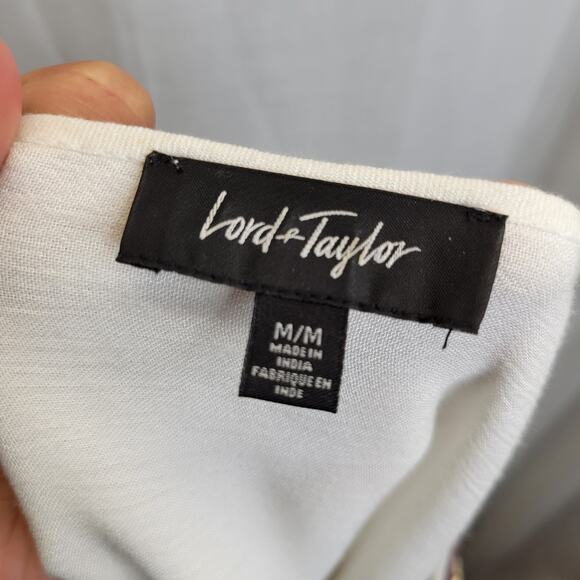 Lord + Taylor
M/M
MADE IN
INDIA
FABRIQUE EN
INDE